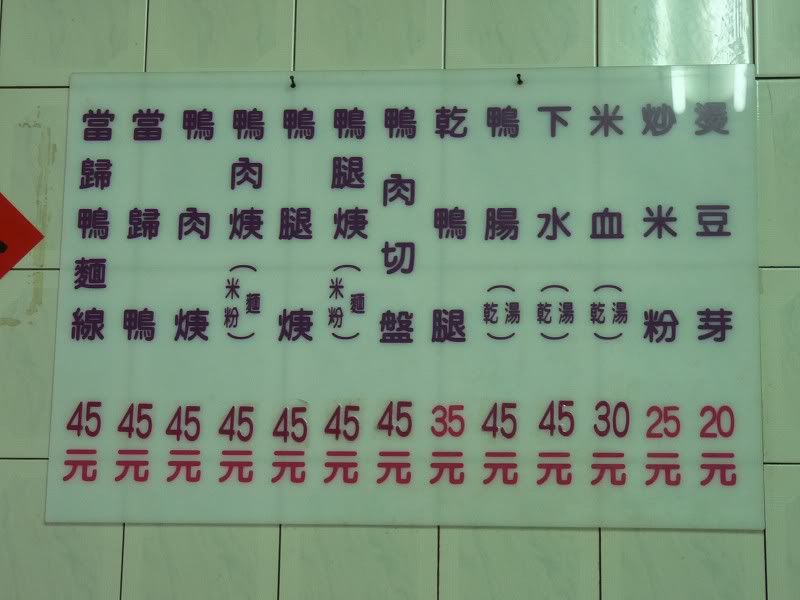 燙豆芽 20元
炒米粉 25元
米血(湯乾) 30元
下水(湯乾) 45元
鴨腸(湯乾) 45元
乾鴨腿 35元
鴨肉切盤 45元
鴨腿焿(麵米粉) 45元
鴨腿焿 45元
鴨肉焿(麵米粉) 45元
鴨肉焿 45元
當歸鴨 45元
當歸鴨麵線 45元